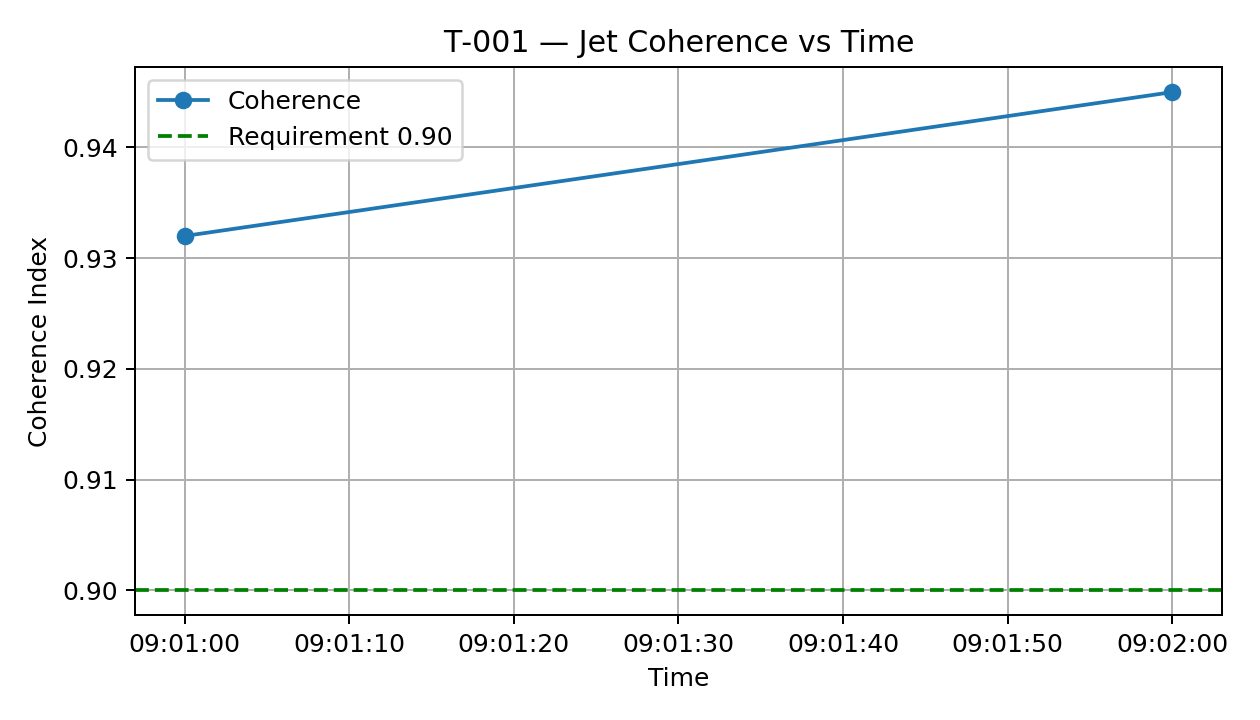 T-001 — Jet Coherence vs Time
Coherence
Requirement 0.90
Coherence Index
0.94
0.93
0.92
0.91
0.90
09:01:00 09:01:10 09:01:20 09:01:30 09:01:40 09:01:50 09:02:00
Time